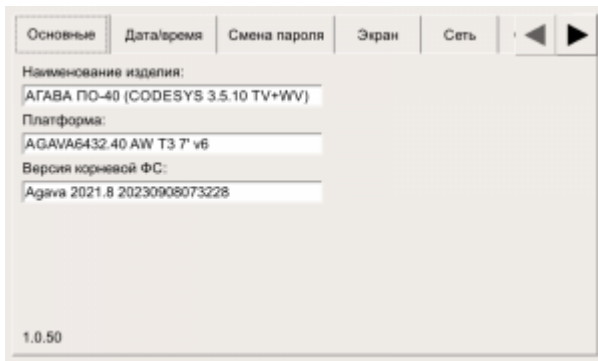 Основные Дата/время Смена пароля Экран Сеть
Наименование изделия:
АГАВА ПО-40 (CODESYS 3.5.10 TV+WV)
Платформа:
AGAVA6432.40 AW T3 7" v6
Версия корневой ФС:
Agava 2021.8 20230908073228
1.0.50